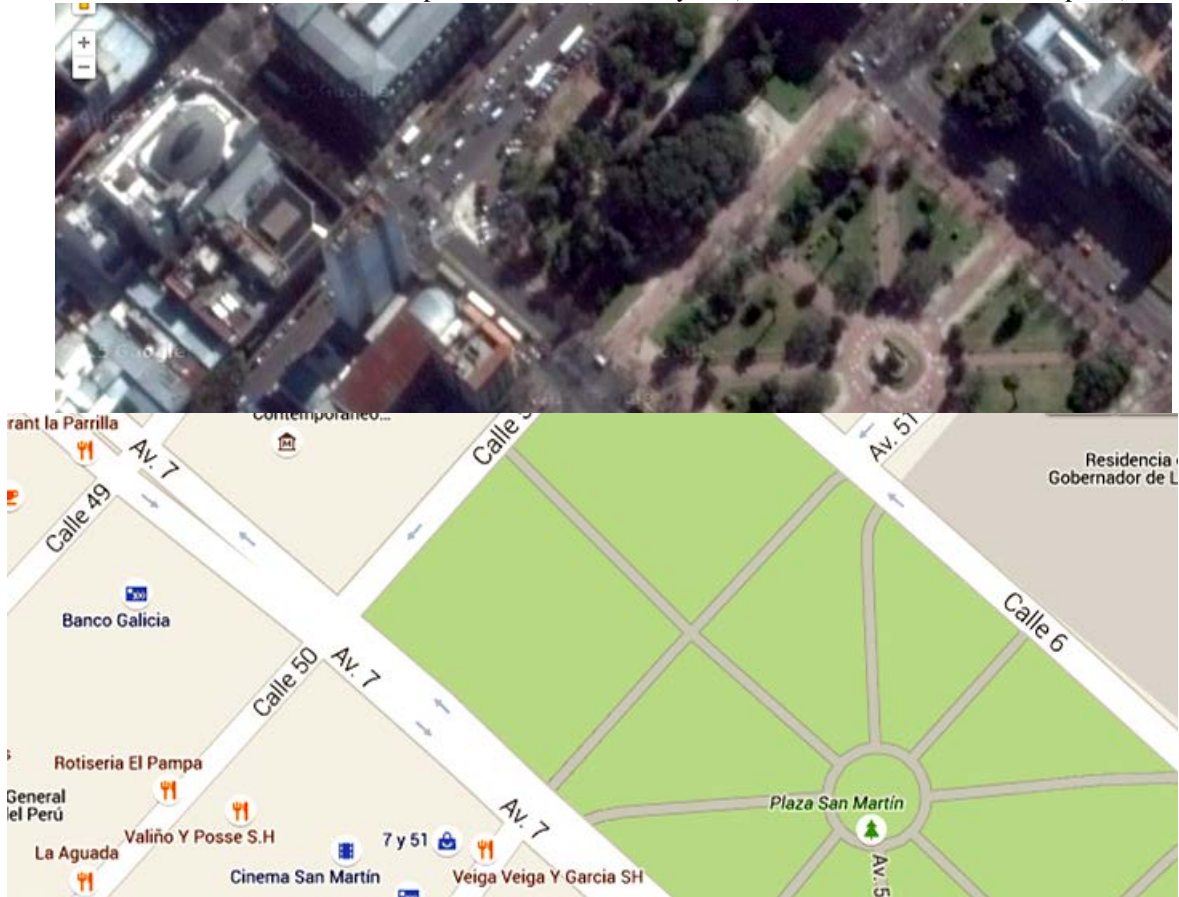 +
−
Google
Contemporáneo...
rant la Parrilla
Av. 7
Calle 5
Av. 51
Residencia
Gobernador de L
Calle 49
Banco Galicia
Calle 6
Calle 50
Av. 7
Rotiseria El Pampa
General
del Perú
Valiño Y Posse S.H
La Aguada
Cinema San Martín
7 y 51
Av. 7
Veiga Veiga Y Garcia SH
Plaza San Martín
Av. 5